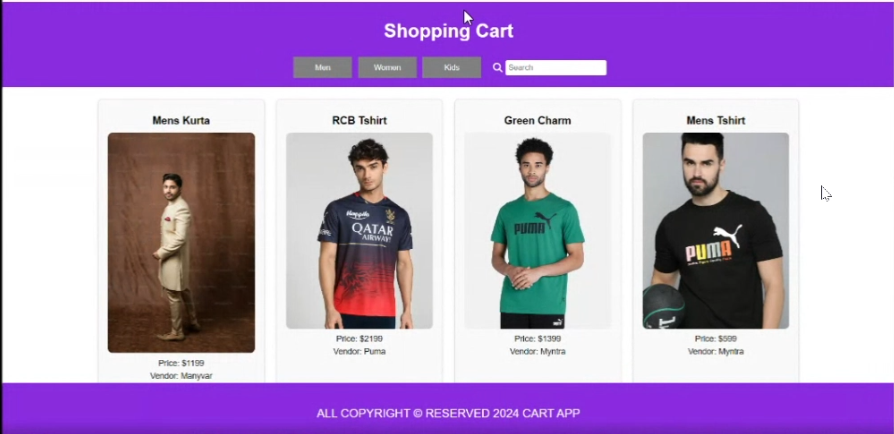 Shopping Cart
Men Women Kids Search
Mens Kurta RCB Tshirt Green Charm Mens Tshirt
QATAR
AIRWAYS
PUMA
PUMA
Price: $2199 Price: $1399 Price: $599
Vendor: Puma Vendor: Myntra Vendor: Myntra
Price: $1199
Vendor: Manyvar
ALL COPYRIGHT © RESERVED 2024 CART APP